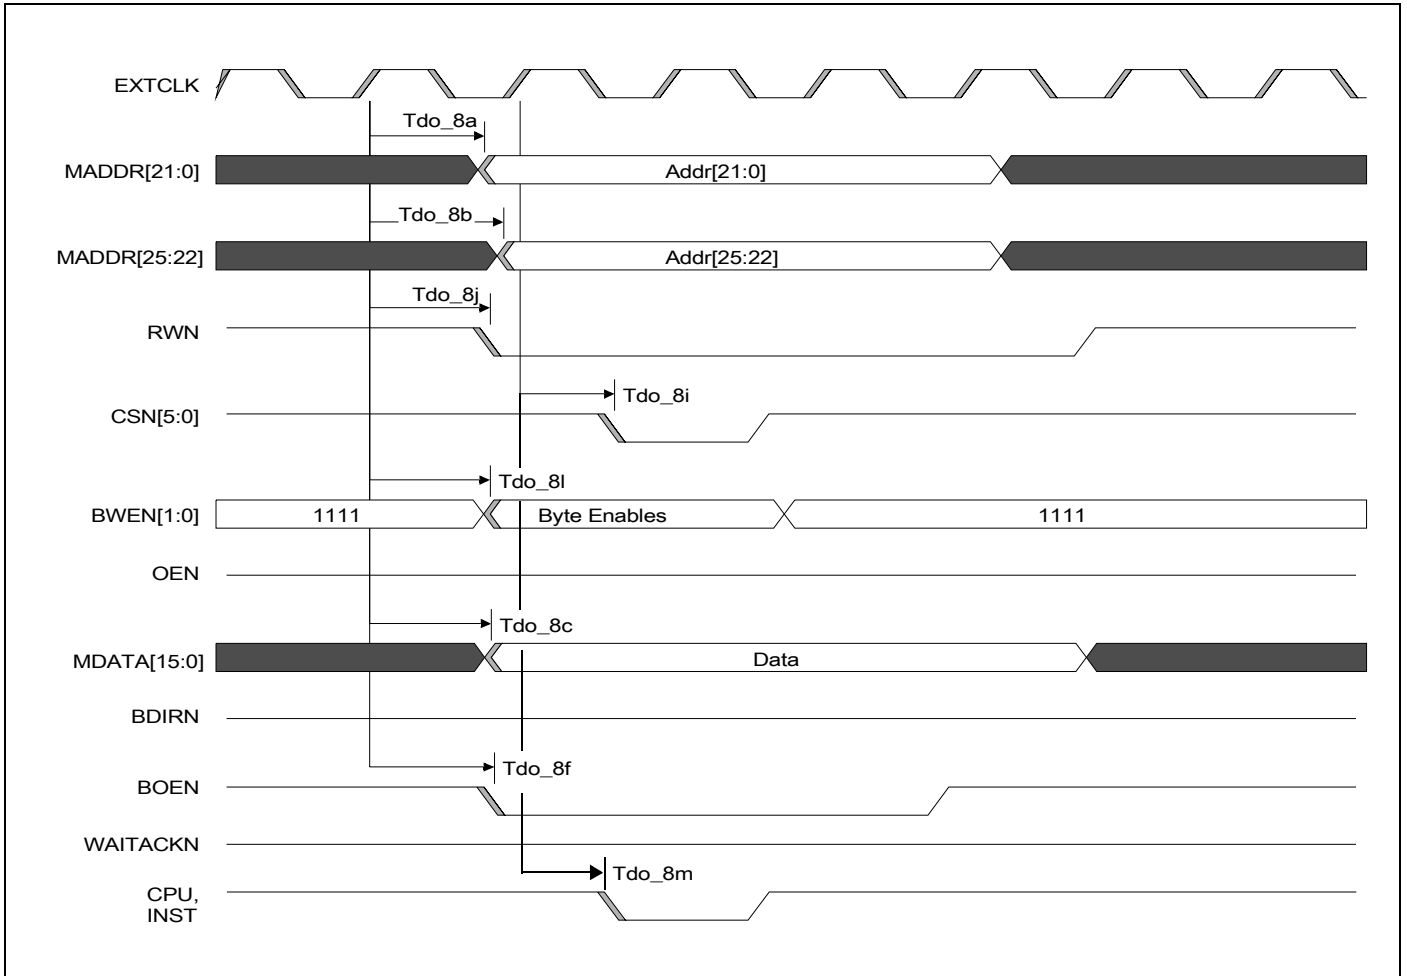 EXTCLK
Tdo_8a
MADDR[21:0] Addr[21:0]
Tdo_8b
MADDR[25:22] Addr[25:22]
Tdo_8j
RWN
Tdo_8i
CSN[5:0]
Tdo_8l
BWEN[1:0] 1111 Byte Enables 1111
OEN
Tdo_8c
MDATA[15:0] Data
BDIRN
Tdo_8f
BOEN
WAITACKN
Tdo_8m
CPU,
INST